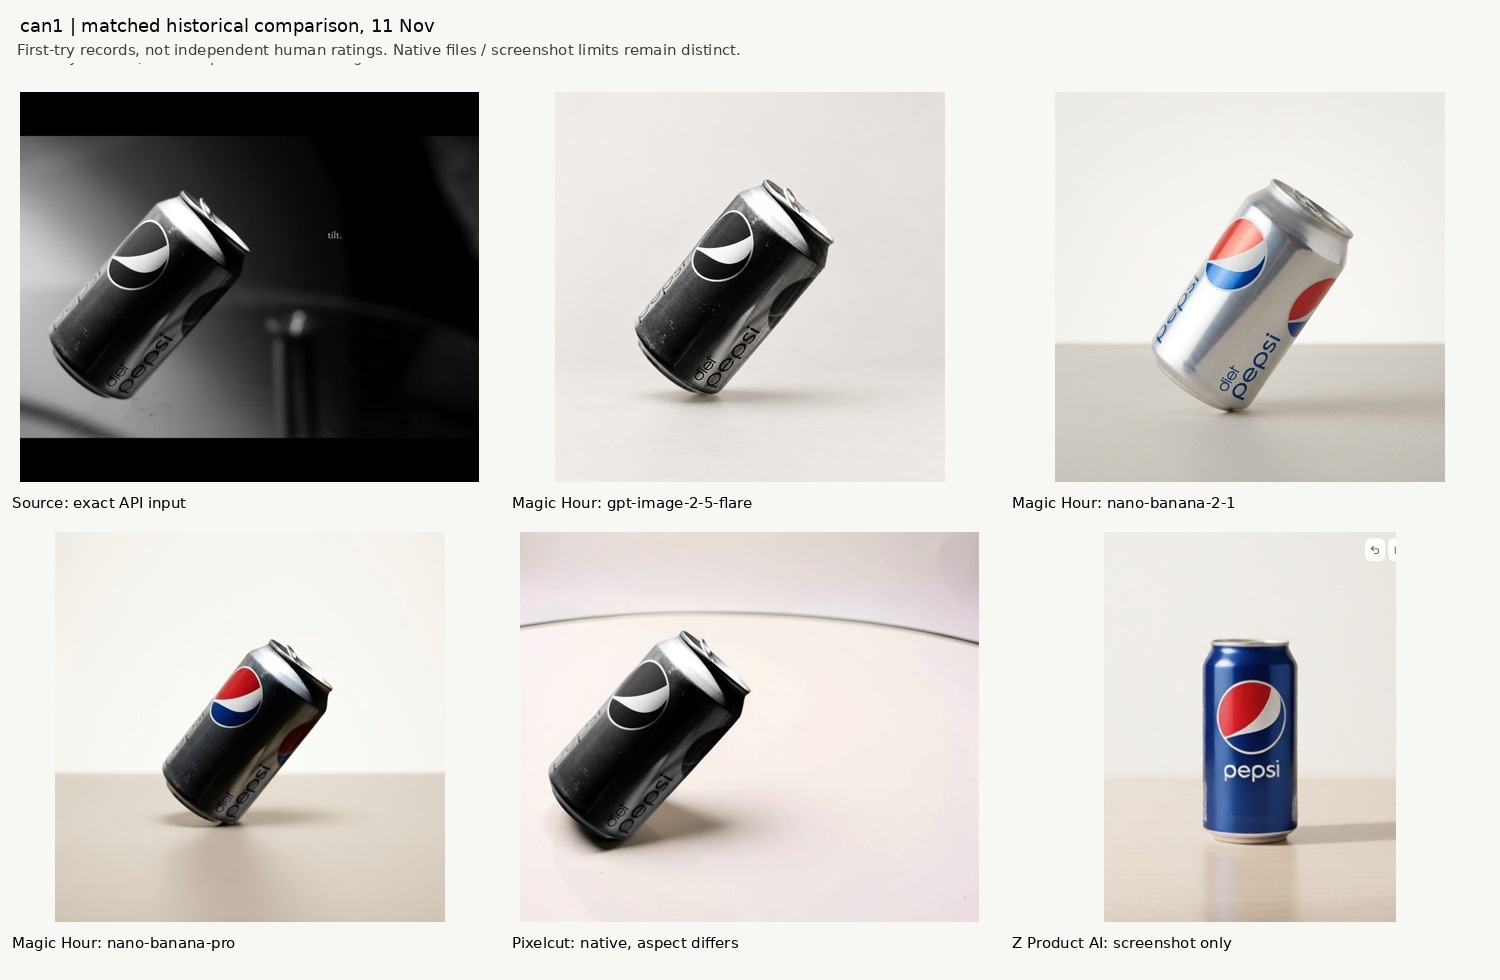 can1 | matched historical comparison, 11 Nov
First-try records, not independent human ratings. Native files / screenshot limits remain distinct.
tilt.
pepsi
diet
pepsi
pepsi
diet
pepsi
pepsi
diet
pepsi
Source: exact API input
Magic Hour: gpt-image-2-5-flare
Magic Hour: nano-banana-2-1
diet
pepsi
pepsi
diet
pepsi
pepsi
Magic Hour: nano-banana-pro
Pixelcut: native, aspect differs
Z Product AI: screenshot only